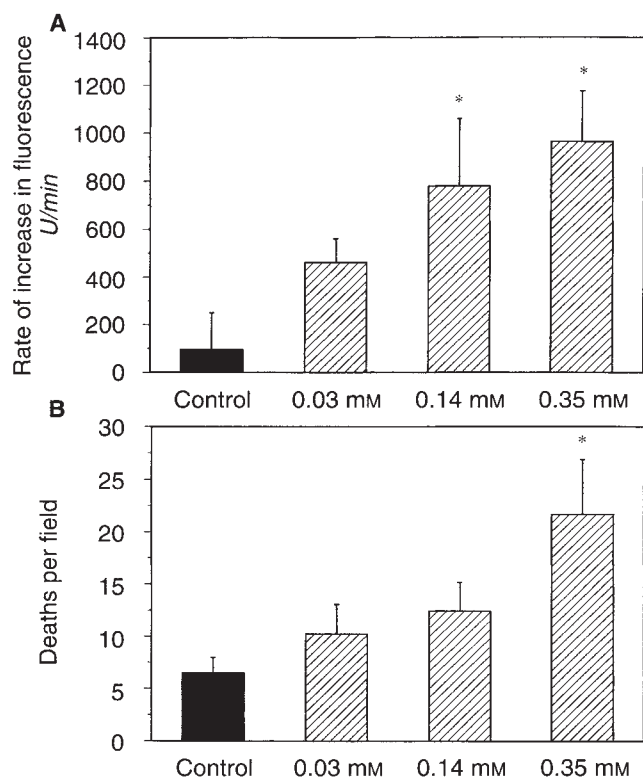 A
1400
1200
1000
800
600
400
200
0
Rate of increase in fluorescence
U/min
*
*
Control 0.03 mM 0.14 mM 0.35 mM
B
30
25
20
15
10
5
0
Deaths per field
*
Control 0.03 mM 0.14 mM 0.35 mM